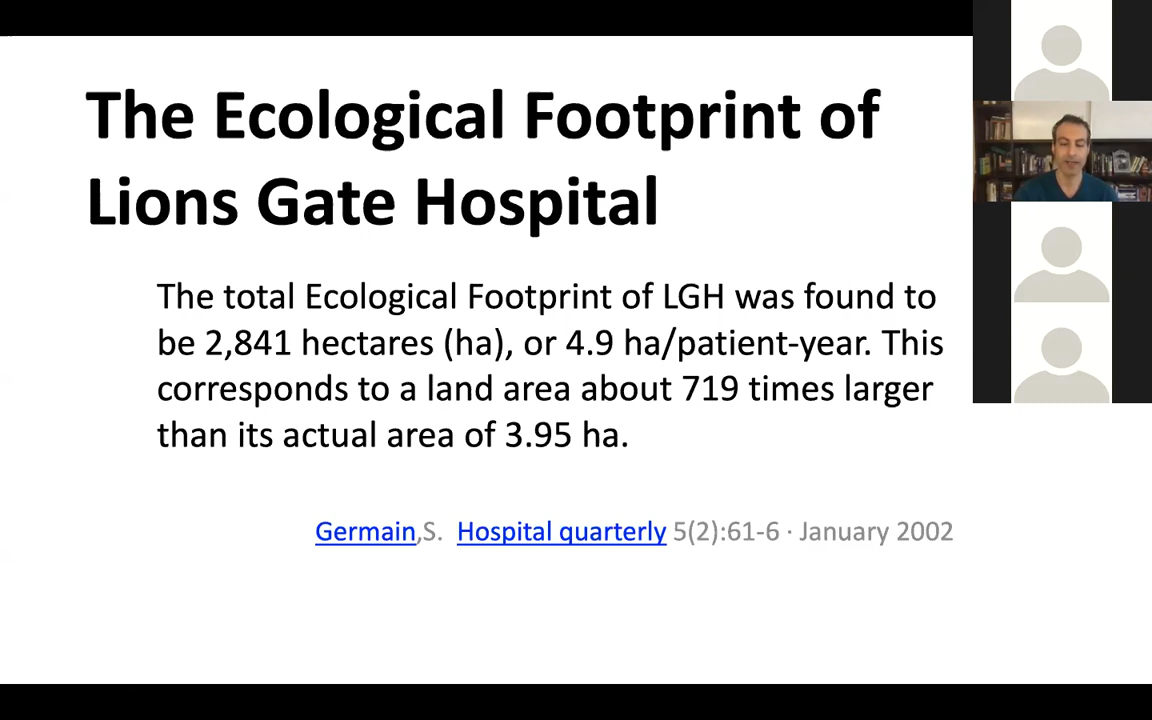 The Ecological Footprint of
Lions Gate Hospital
The total Ecological Footprint of LGH was found to
be 2,841 hectares (ha), or 4.9 ha/patient-year. This
corresponds to a land area about 719 times larger
than its actual area of 3.95 ha.
Germain,S. Hospital quarterly 5(2):61-6 · January 2002